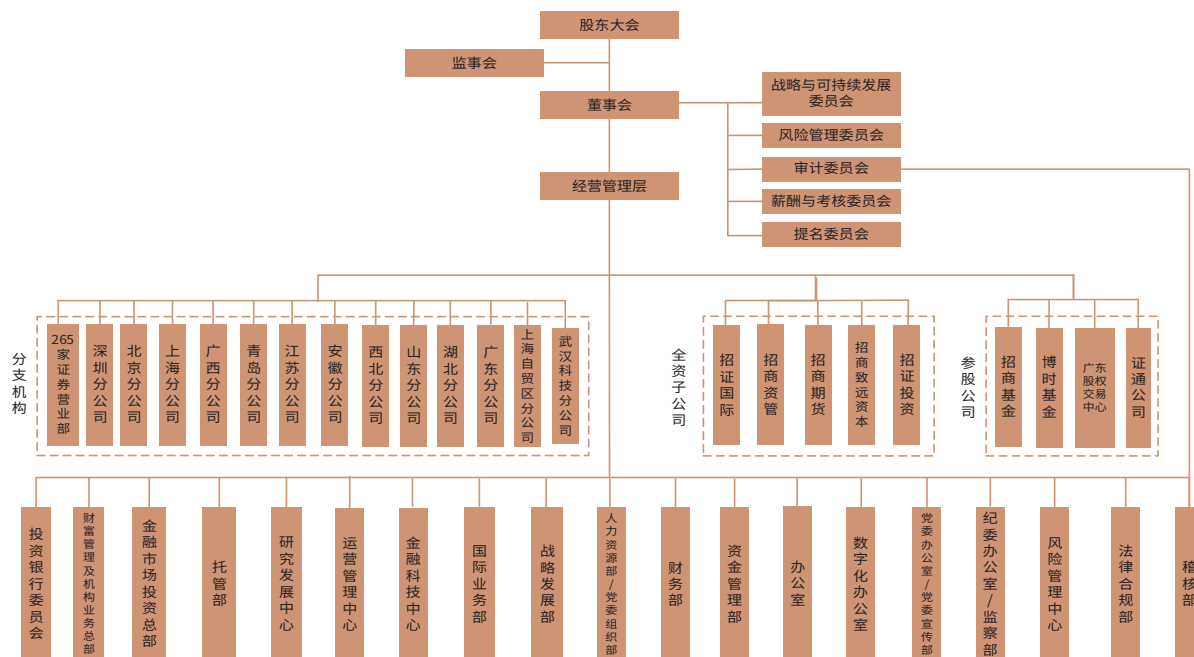 股东大会
监事会
董事会
经营管理层
战略与可持续发展
委员会
风险管理委员会
审计委员会
薪酬与考核委员会
提名委员会
分支机构
265家证券营业部
深圳分公司
北京分公司
上海分公司
广西分公司
青岛分公司
江苏分公司
安徽分公司
西北分公司
山东分公司
湖北分公司
广东分公司
上海自贸区分公司
武汉科技分公司
全资子公司
招证国际
招商资管
招商期货
招商致远资本
招证投资
参股公司
招商基金
博时基金
广东
股权
交易
中心
证通公司
投资银行委员会
财富管理及机构业务总部
金融市场投资总部
托管部
研究发展中心
运营管理中心
金融科技中心
国际业务部
战略发展部
人力资源部/党委组织部
财务部
资金管理部
办公室
数字化办公室
党委办公室/党委宣传部
纪委办公室/监察部
风险管理中心
法律合规部
稽核部